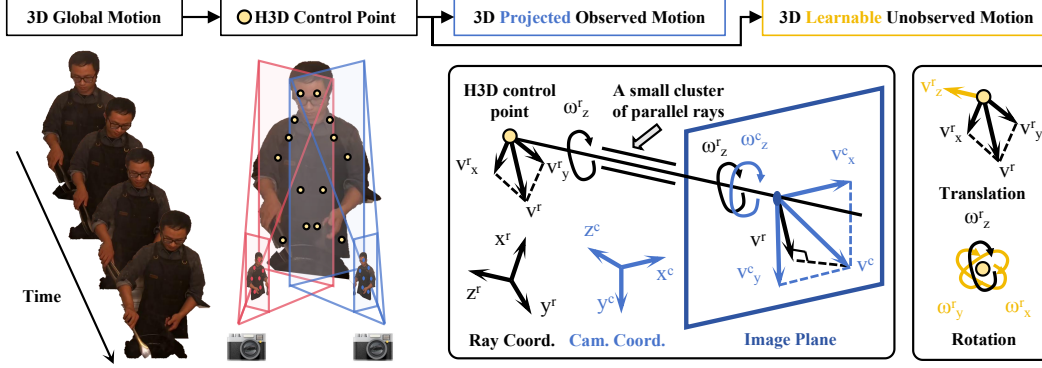 3D Global Motion
H3D Control Point
3D Projected Observed Motion
3D Learnable Unobserved Motion
Time
H3D control
point
A small cluster
of parallel rays
ω^r_z
v^r_x
v^r_y
v^r
ω^r_z
ω^c_z
v^c_x
v^r
v^c_y
v^c
x^r
z^r
y^r
Ray Coord.
z^c
x^c
y^c
Cam. Coord.
Image Plane
v^r_z
v^r_x
v^r_y
v^r
Translation
ω^r_z
ω^r_y
ω^r_x
Rotation